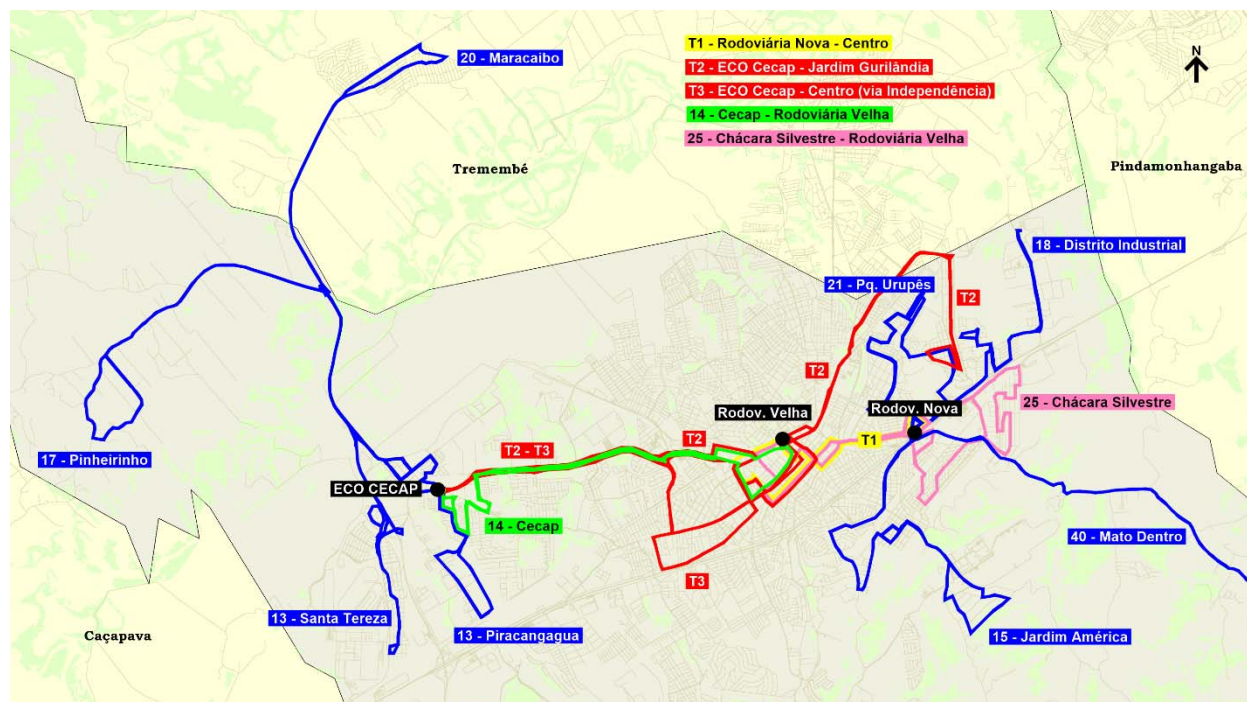 20 - Maracaibo
T1 - Rodoviária Nova - Centro
T2 - ECO Cecap - Jardim Gurilândia
T3 - ECO Cecap - Centro (via Independência)
14 - Cecap - Rodoviária Velha
25 - Chácara Silvestre - Rodoviária Velha
N
Tremembé
Pindamonhangaba
18 - Distrito Industrial
21 - Pq. Urupês
T2
T2
25 - Chácara Silvestre
Rodov. Velha
Rodov. Nova
T2
T1
T2 - T3
17 - Pinheirinho
ECO CECAP
14 - Cecap
40 - Mato Dentro
T3
13 - Santa Tereza
Caçapava
13 - Piracangagua
15 - Jardim América